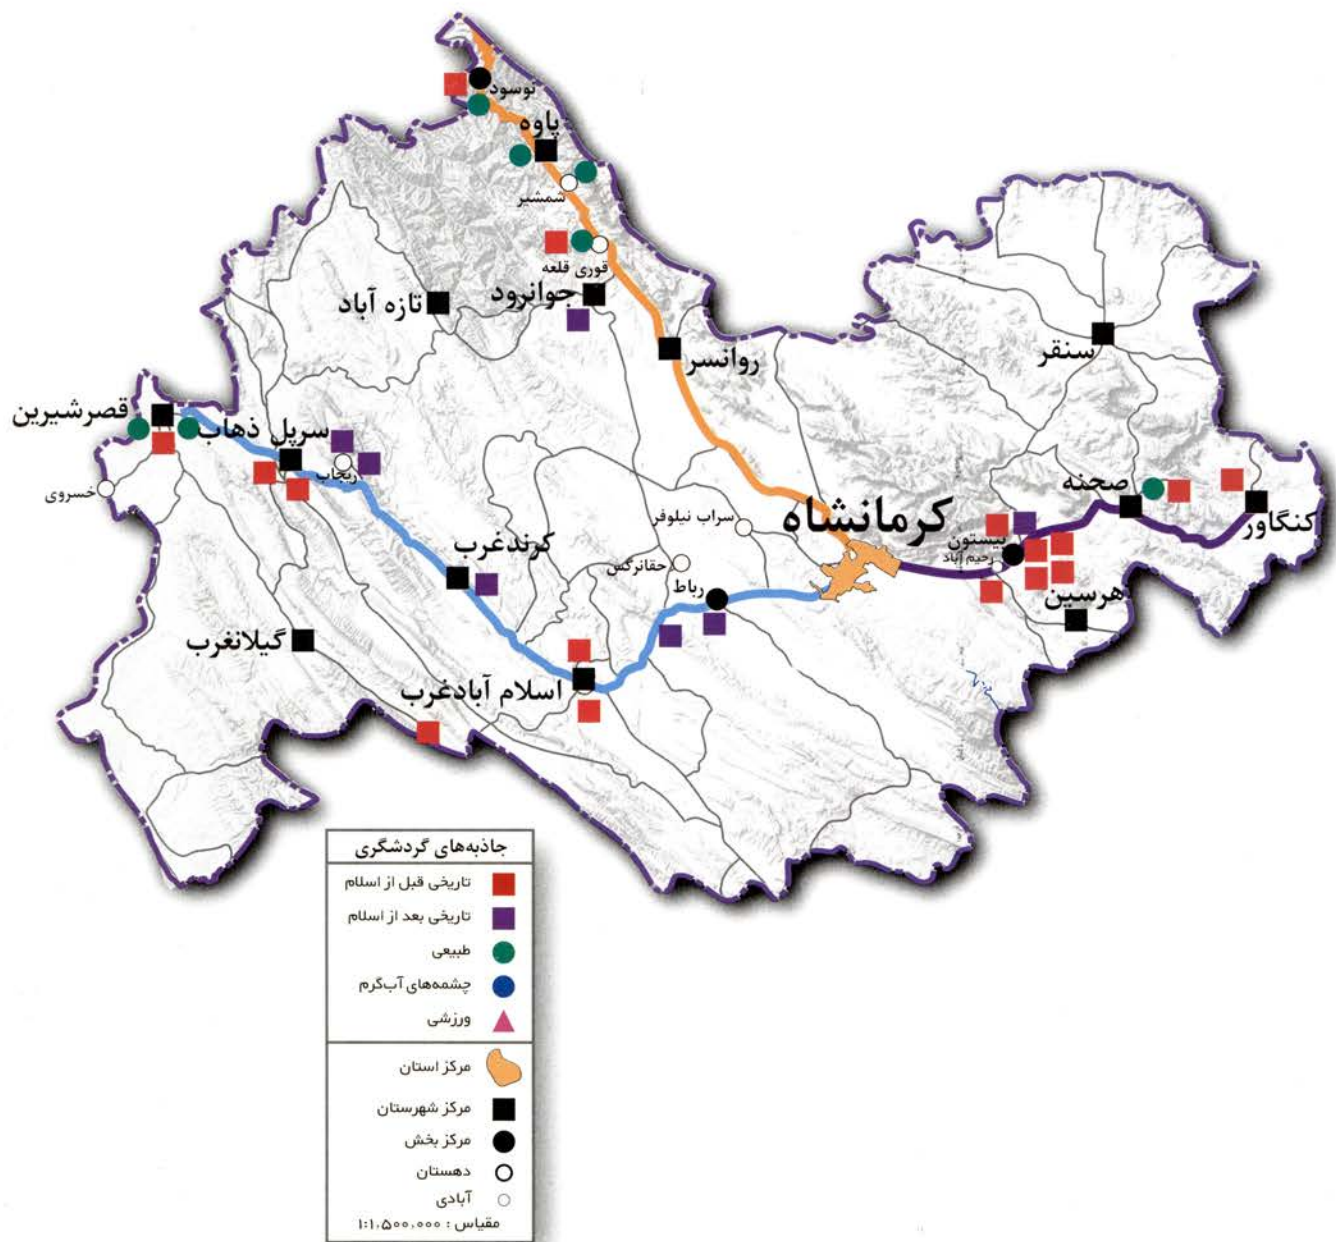 نوسود
پاوه
شمشیر
قوری قلعه
جوانرود
تازه آباد
روانسر
سنقر
قصرشیرین
سرپل ذهاب
ریجاب
خسروی
صحنه
کنگاور
کرمانشاه
سراب نیلوفر
بیستون
رحیم آباد
هرسین
کرندغرب
حقانرگس
رباط
گیلانغرب
اسلام آبادغرب
جاذبه‌های گردشگری
تاریخی قبل از اسلام
تاریخی بعد از اسلام
طبیعی
چشمه‌های آب‌گرم
ورزشی
مرکز استان
مرکز شهرستان
مرکز بخش
دهستان
آبادی
مقیاس : ۱:۱،۵۰۰،۰۰۰